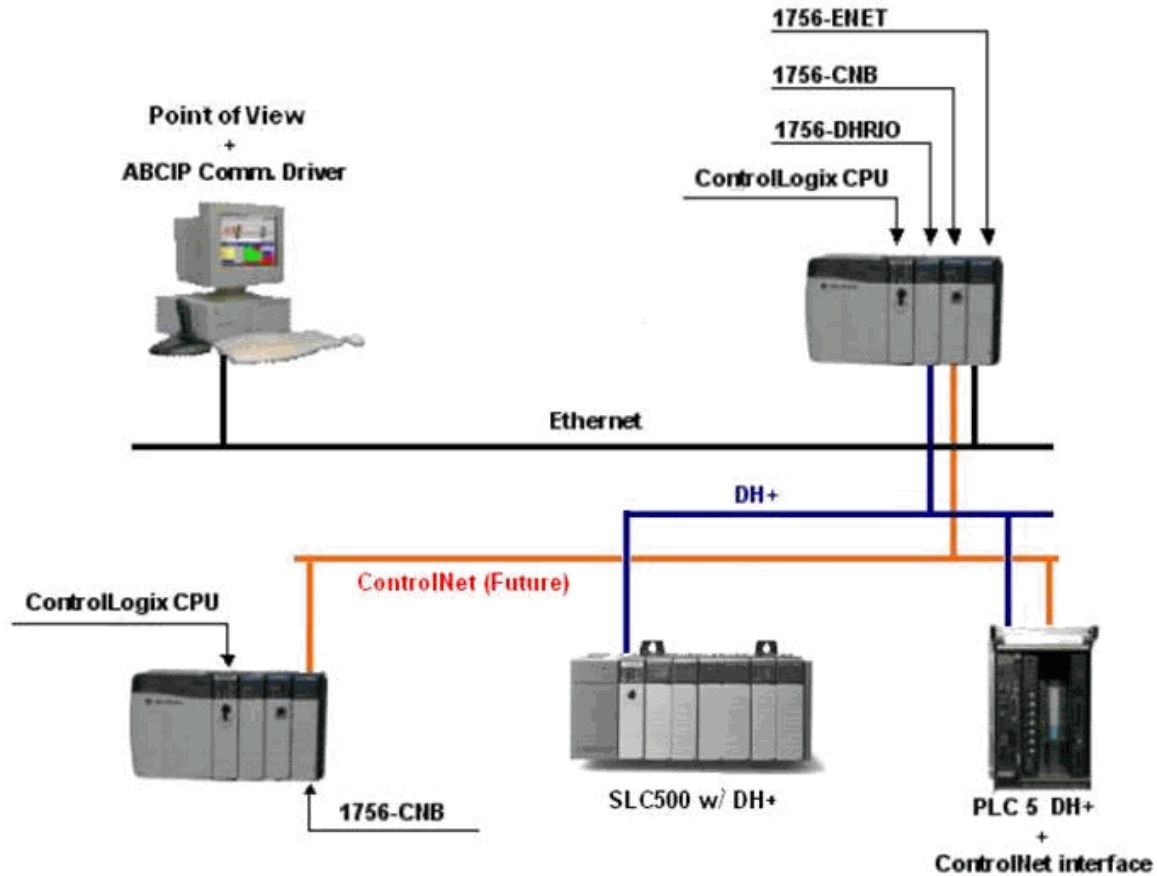 1756-ENET
1756-CNB
1756-DHRIO
ControlLogix CPU
Point of View
+
ABCIP Comm. Driver
Ethernet
DH+
ControlNet (Future)
ControlLogix CPU
1756-CNB
SLC500 w/ DH+
PLC 5 DH+
+
ControlNet interface